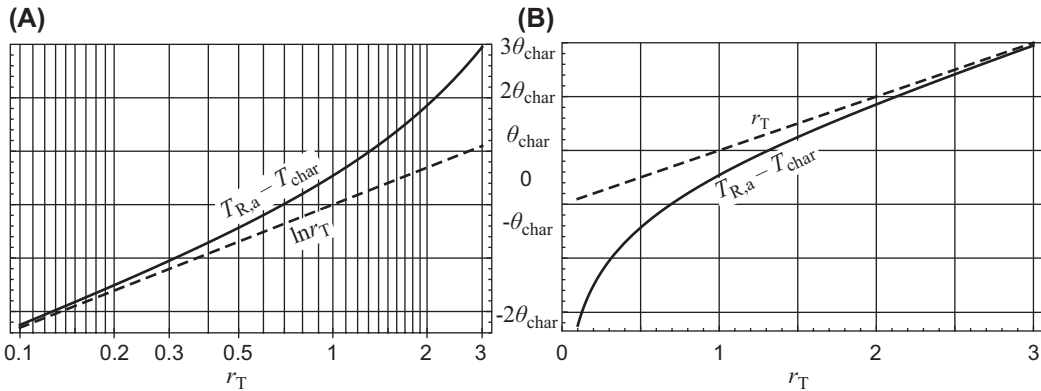 (A)
(B)
3θchar
2θchar
θchar
0
-θchar
-2θchar
TR,a – Tchar
lnrT
rT
TR,a – Tchar
0.1 0.2 0.3 0.5 1 2 3
0 1 2 3
rT
rT